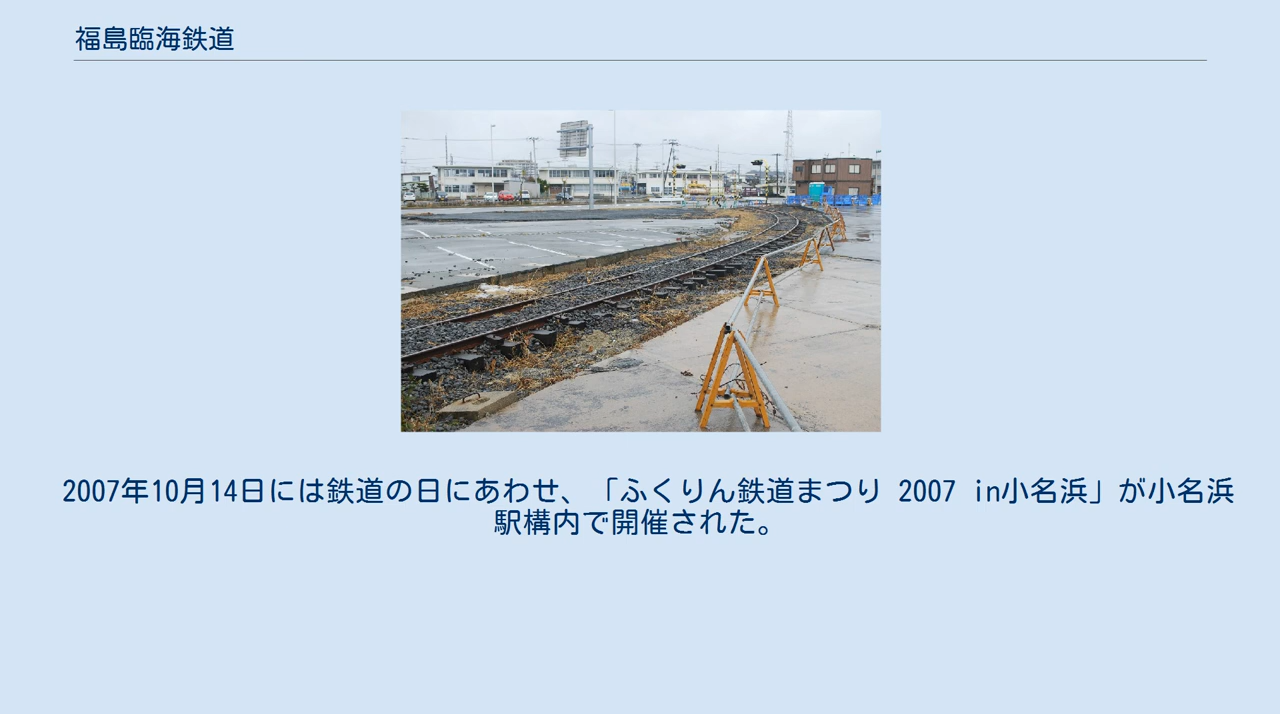 福島臨海鉄道
2007年10月14日には鉄道の日にあわせ、「ふくりん鉄道まつり 2007 in小名浜」が小名浜
駅構内で開催された。